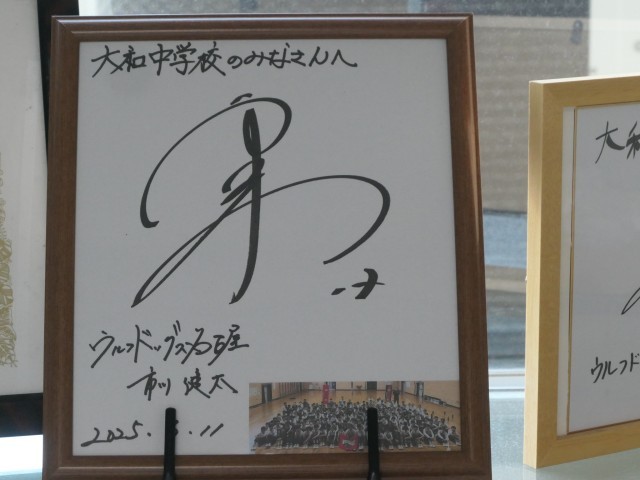 大和中学校のみなさんへ
ウルフドッグス名古屋
市川 健太
2025. .11
大和
ウルフド